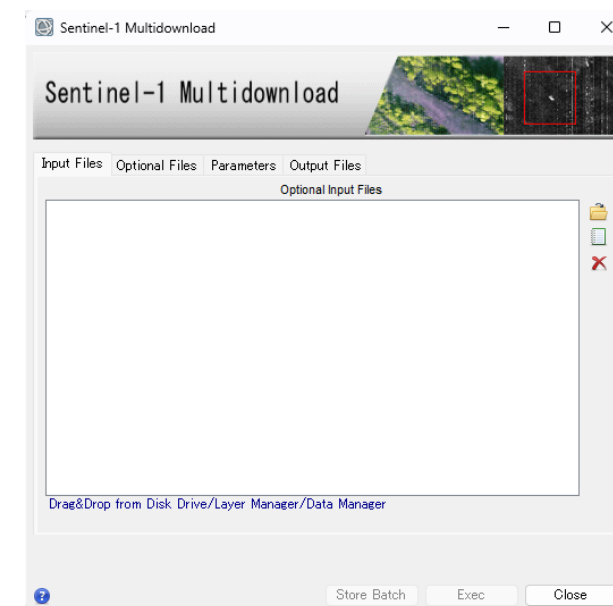 Sentinel-1 Multidownload
Sentinel-1 Multidownload
Input Files Optional Files Parameters Output Files
Optional Input Files
Drag&Drop from Disk Drive/Layer Manager/Data Manager
Store Batch Exec Close